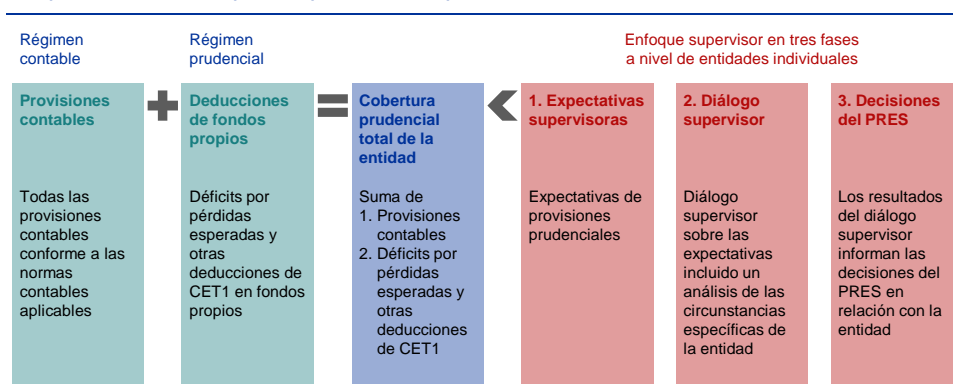 Régimen
contable
Régimen
prudencial
Enfoque supervisor en tres fases
a nivel de entidades individuales
Provisiones
contables
Deducciones
de fondos
propios
Cobertura
prudencial
total de la
entidad
1. Expectativas
supervisoras
2. Diálogo
supervisor
3. Decisiones
del PRES
Todas las
provisiones
contables
conforme a las
normas
contables
aplicables
Déficits por
pérdidas
esperadas y
otras
deducciones de
CET1 en fondos
propios
Suma de
1. Provisiones
contables
2. Déficits por
pérdidas
esperadas y
otras
deducciones
de CET1
Expectativas de
provisiones
prudenciales
Diálogo
supervisor
sobre las
expectativas
incluido un
análisis de las
circunstancias
específicas de
la entidad
Los resultados
del diálogo
supervisor
informan las
decisiones del
PRES en
relación con la
entidad